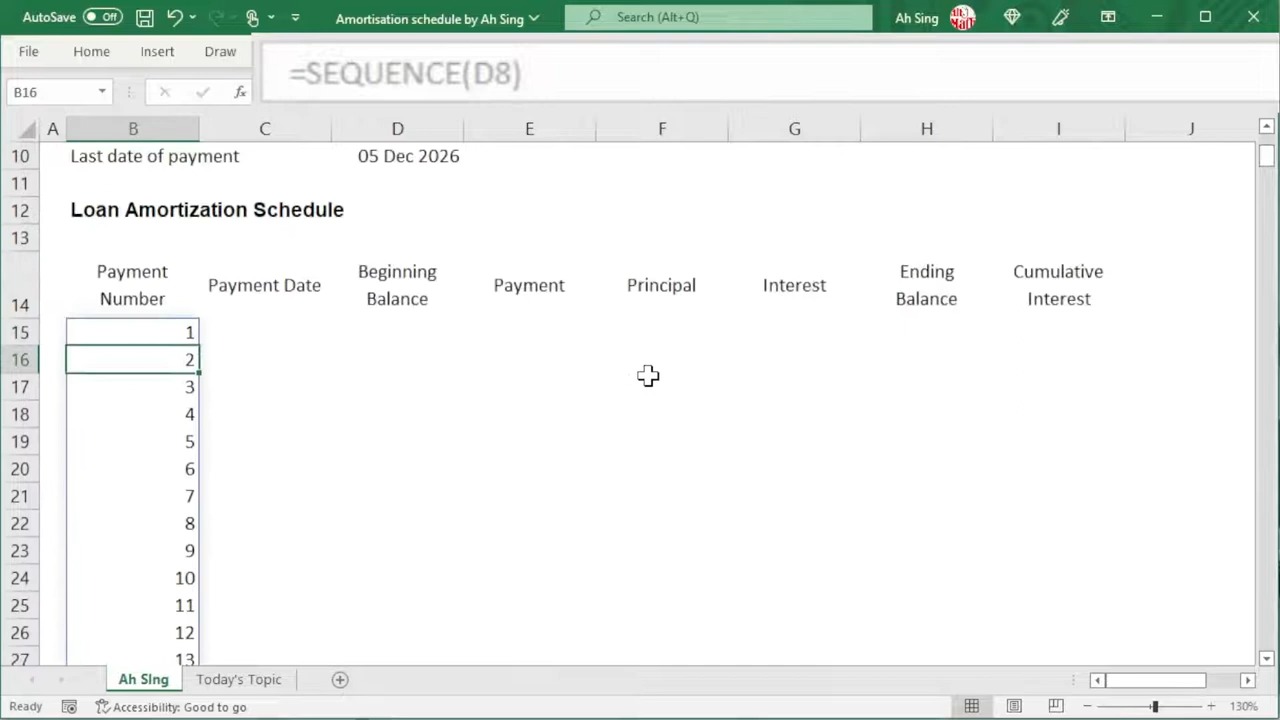 AutoSave Off Amortisation schedule by Ah Sing Search (Alt+Q) Ah Sing
File Home Insert Draw
=SEQUENCE(D8)
B16 fx
A B C D E F G H I J
10 Last date of payment 05 Dec 2026
11
12 Loan Amortization Schedule
13
Payment Beginning Ending Cumulative
Payment Date Payment Principal Interest
Number Balance Balance Interest
14
15 1
16 2
17 3
18 4
19 5
20 6
21 7
22 8
23 9
24 10
25 11
26 12
27 13
Ah Sing Today's Topic
Ready Accessibility: Good to go 130%